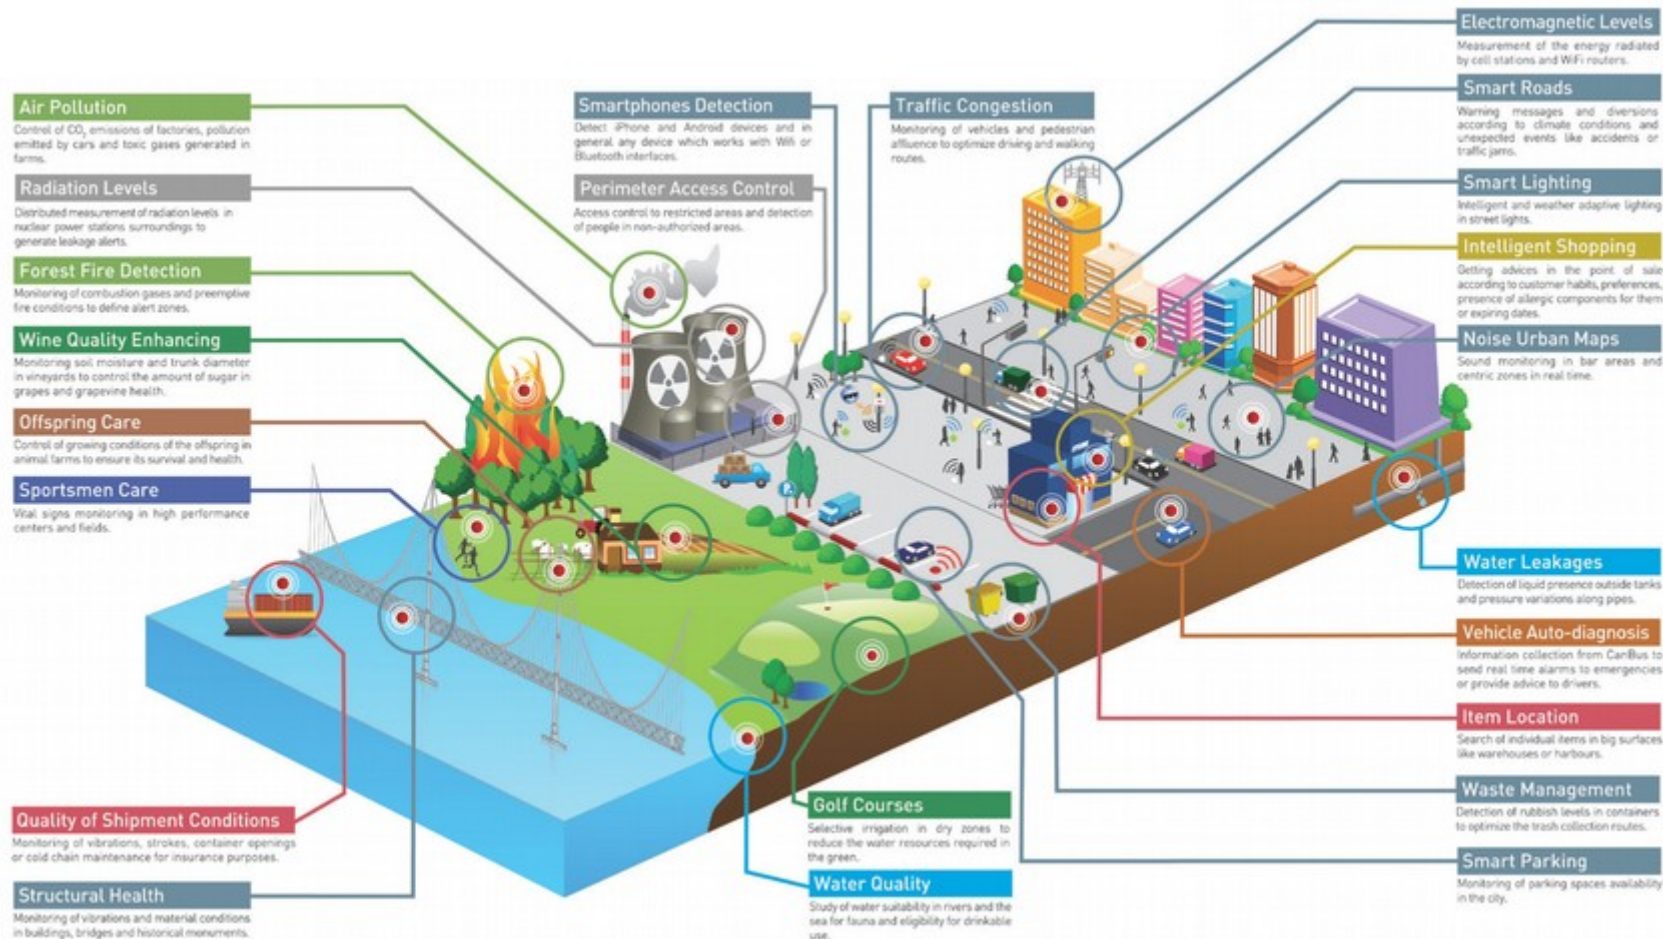 Air Pollution
Control of CO₂ emissions of factories, pollution
emitted by cars and toxic gases generated in
farms.
Radiation Levels
Distributed measurement of radiation levels in
nuclear power stations surroundings to
generate leakage alerts.
Forest Fire Detection
Monitoring of combustion gases and preemptive
fire conditions to define alert zones.
Wine Quality Enhancing
Monitoring soil moisture and trunk diameter
in vineyards to control the amount of sugar in
grapes and grapevine health.
Offspring Care
Control of growing conditions of the offspring in
animal farms to ensure its survival and health.
Sportsmen Care
Vital signs monitoring in high performance
centers and fields.
Quality of Shipment Conditions
Monitoring of vibrations, strokes, container openings
or cold chain maintenance for insurance purposes.
Structural Health
Monitoring of vibrations and material conditions
in buildings, bridges and historical monuments.
Smartphones Detection
Detect iPhone and Android devices and in
general any device which works with Wifi or
Bluetooth interfaces.
Perimeter Access Control
Access control to restricted areas and detection
of people in non-authorized areas.
Traffic Congestion
Monitoring of vehicles and pedestrian
affluence to optimize driving and walking
routes.
Golf Courses
Selective irrigation in dry zones to
reduce the water resources required in
the green.
Water Quality
Study of water suitability in rivers and the
sea for fauna and eligibility for drinkable
use.
Electromagnetic Levels
Measurement of the energy radiated
by cell stations and WiFi routers.
Smart Roads
Warning messages and diversions
according to climate conditions and
unexpected events like accidents or
traffic jams.
Smart Lighting
Intelligent and weather adaptive lighting
in street lights.
Intelligent Shopping
Getting advices in the point of sale
according to customer habits, preferences,
presence of allergic components for them
or expiring dates.
Noise Urban Maps
Sound monitoring in bar areas and
centric zones in real time.
Water Leakages
Detection of liquid presence outside tanks
and pressure variations along pipes.
Vehicle Auto-diagnosis
Information collection from CanBus to
send real time alarms to emergencies
or provide advice to drivers.
Item Location
Search of individual items in big surfaces
like warehouses or harbours.
Waste Management
Detection of rubbish levels in containers
to optimize the trash collection routes.
Smart Parking
Monitoring of parking spaces availability
in the city.
P